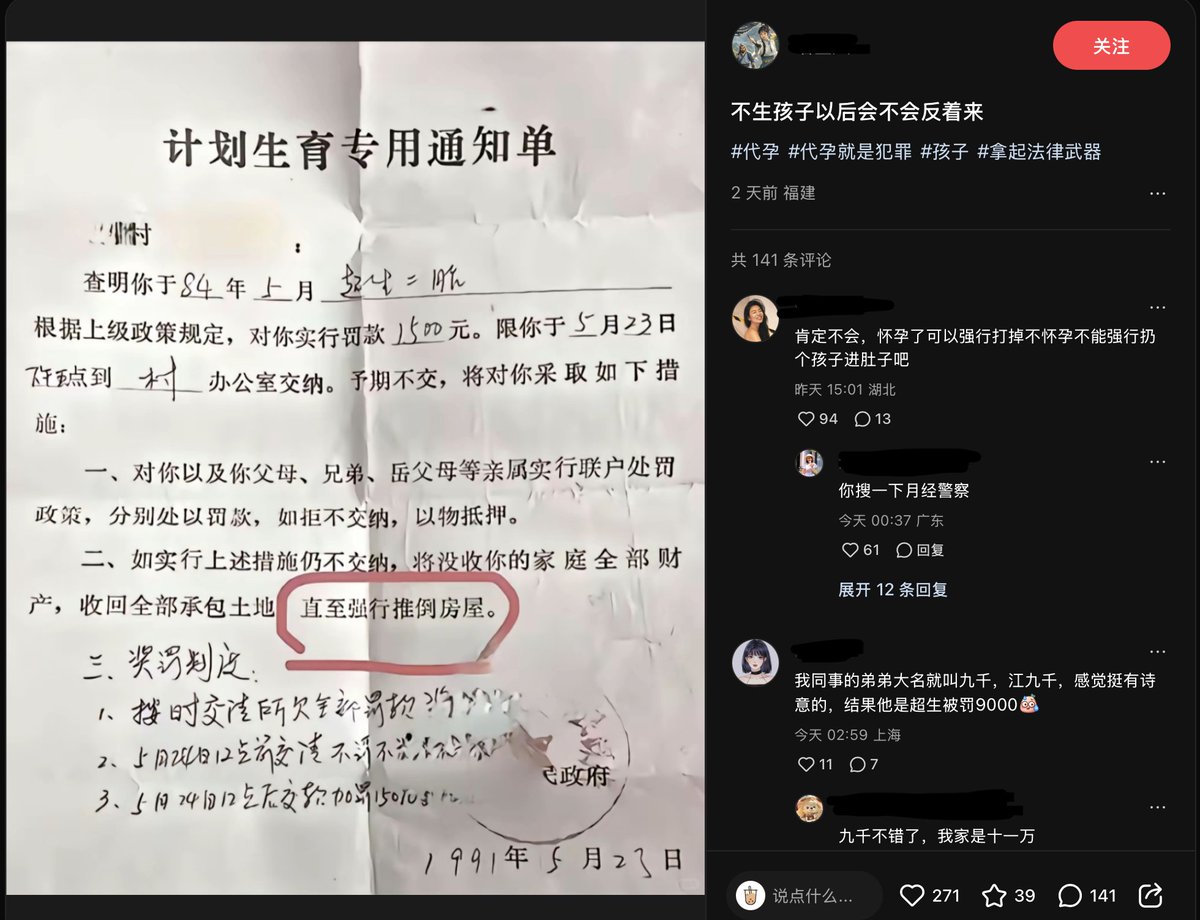 计划生育专用通知单
村
:
查明你于84年5月超生二胎
根据上级政策规定，对你实行罚款1500元。限你于5月23日
点到 村 办公室交纳。予期不交，将对你采取如下措
施：
一、对你以及你父母、兄弟、岳父母等亲属实行联户处罚
政策，分别处以罚款，如拒不交纳，以物抵押。
二、如实行上述措施仍不交纳，将没收你的家庭全部财
产，收回全部承包土地 直至强行推倒房屋。
三、奖罚制度：
1、按时交清所欠全部罚款
2、5月24日12点前交清不罚不
3、5月24日12点后交款加罚150
民政府
1991年5月23日
关注
不生孩子以后会不会反着来
#代孕 #代孕就是犯罪 #孩子 #拿起法律武器
2 天前 福建
共 141 条评论
肯定不会，怀孕了可以强行打掉不怀孕不能强行扔
个孩子进肚子吧
昨天 15:01 湖北
94 13
你搜一下月经警察
今天 00:37 广东
61 回复
展开 12 条回复
我同事的弟弟大名就叫九千，江九千，感觉挺有诗
意的，结果他是超生被罚9000
今天 02:59 上海
11 7
九千不错了，我家是十一万
说点什么... 271 39 141